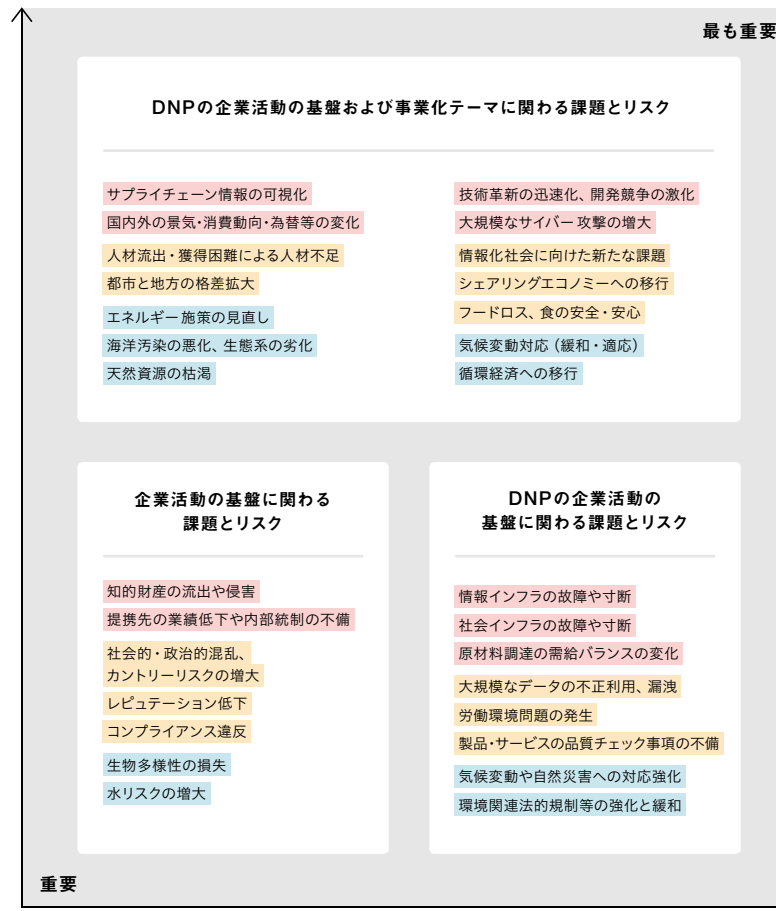 最も重要
DNPの企業活動の基盤および事業化テーマに関わる課題とリスク
サプライチェーン情報の可視化
国内外の景気・消費動向・為替等の変化
人材流出・獲得困難による人材不足
都市と地方の格差拡大
エネルギー施策の見直し
海洋汚染の悪化、生態系の劣化
天然資源の枯渇
技術革新の迅速化、開発競争の激化
大規模なサイバー攻撃の増大
情報化社会に向けた新たな課題
シェアリングエコノミーへの移行
フードロス、食の安全・安心
気候変動対応（緩和・適応）
循環経済への移行
企業活動の基盤に関わる
課題とリスク
知的財産の流出や侵害
提携先の業績低下や内部統制の不備
社会的・政治的混乱、
カントリーリスクの増大
レピュテーション低下
コンプライアンス違反
生物多様性の損失
水リスクの増大
DNPの企業活動の
基盤に関わる課題とリスク
情報インフラの故障や寸断
社会インフラの故障や寸断
原材料調達の需給バランスの変化
大規模なデータの不正利用、漏洩
労働環境問題の発生
製品・サービスの品質チェック事項の不備
気候変動や自然災害への対応強化
環境関連法的規制等の強化と緩和
重要